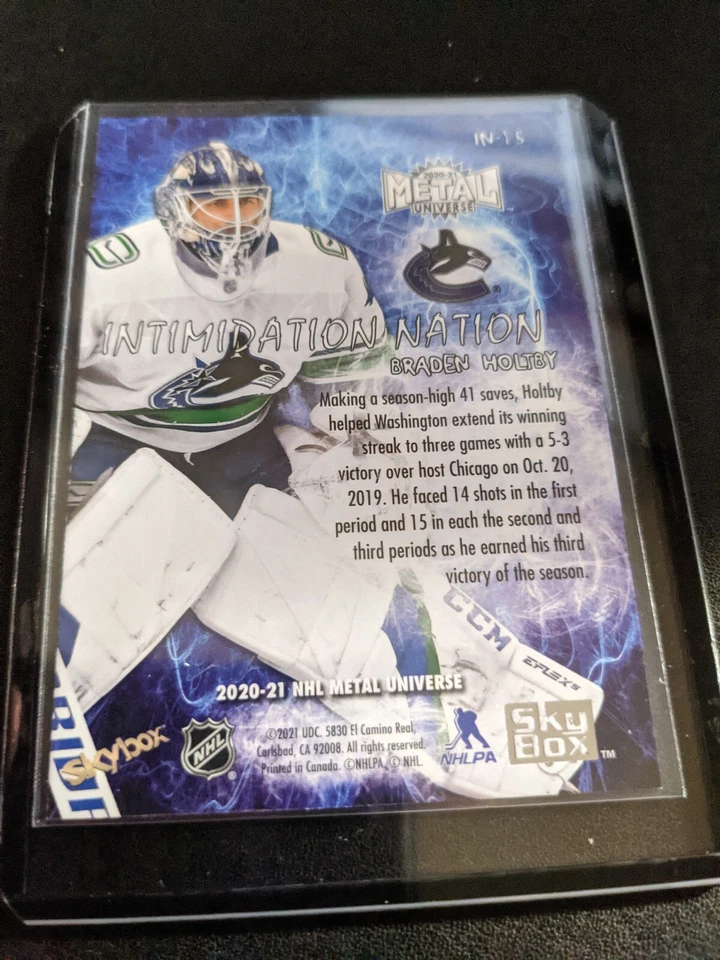 IN-15
2020-21
METAL
UNIVERSE
INTIMIDATION NATION
BRADEN HOLTBY
Making a season-high 41 saves, Holtby
helped Washington extend its winning
streak to three games with a 5-3
victory over host Chicago on Oct. 20,
2019. He faced 14 shots in the first
period and 15 in each the second and
third periods as he earned his third
victory of the season.
CCM
EFLEX 5
2020-21 NHL METAL UNIVERSE
skybox
NHL
©2021 UDC. 5830 El Camino Real,
Carlsbad, CA 92008. All rights reserved.
Printed in Canada. ©NHLPA, © NHL.
NHLPA
SkyBox TM